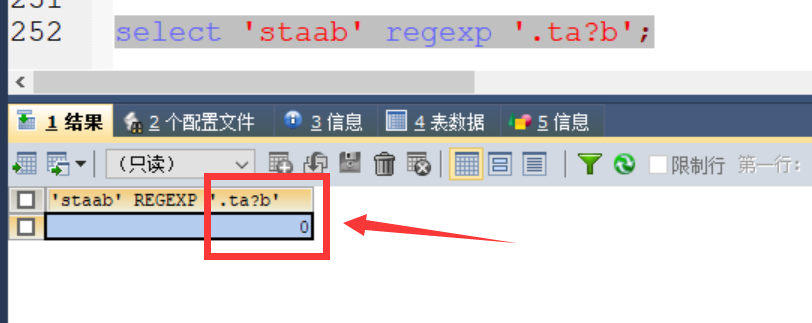 251
252 select 'staab' regexp '.ta?b';
1 结果 2 个配置文件 3 信息 4 表数据 5 信息
（只读） 限制行 第一行:
'staab' REGEXP '.ta?b'
0